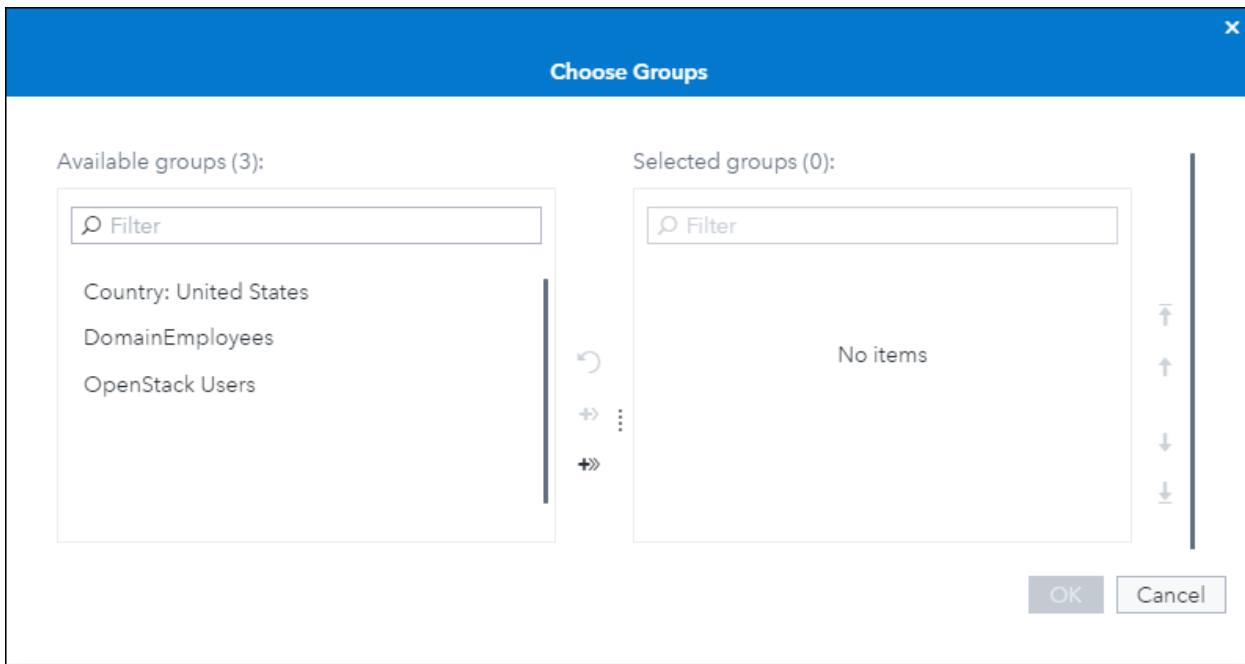 Choose Groups
Available groups (3):
Selected groups (0):
Filter
Filter
Country: United States
DomainEmployees
OpenStack Users
No items
OK
Cancel